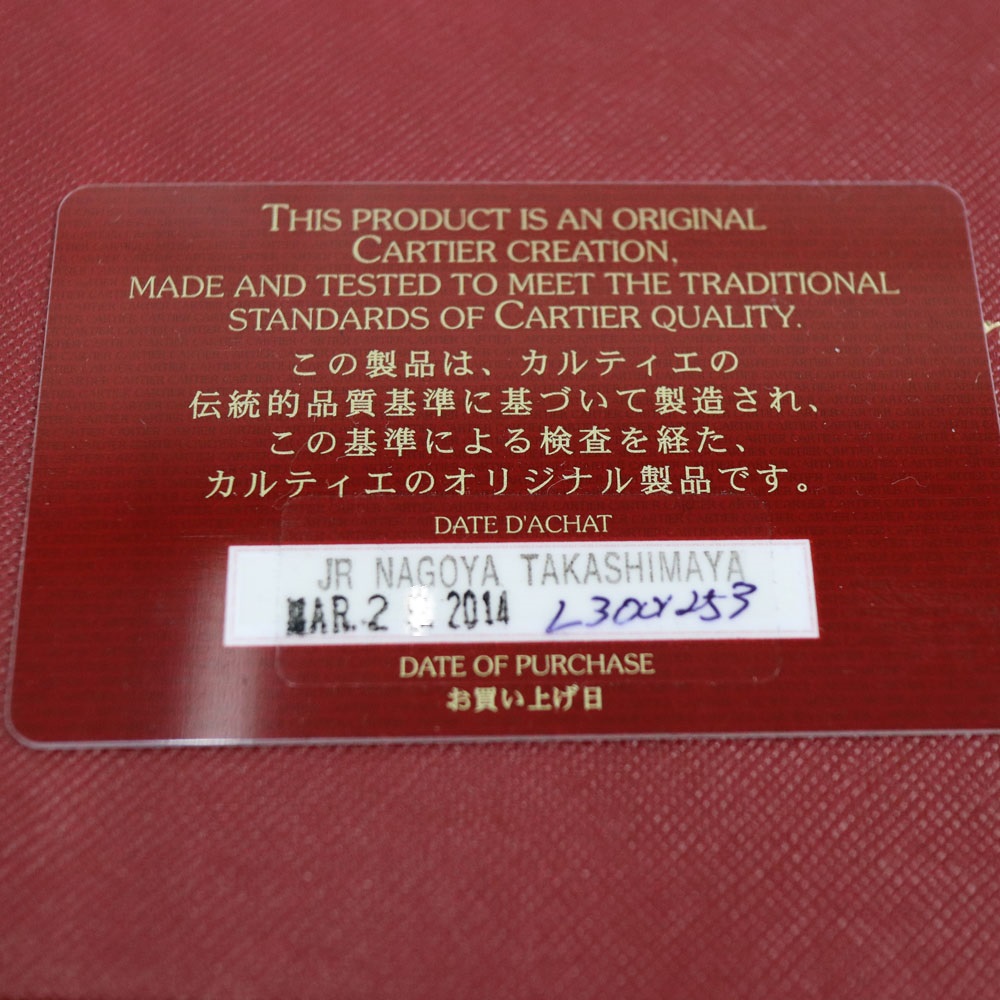 THIS PRODUCT IS AN ORIGINAL
CARTIER CREATION,
MADE AND TESTED TO MEET THE TRADITIONAL
STANDARDS OF CARTIER QUALITY.
この製品は、カルティエの
伝統的品質基準に基づいて製造され、
この基準による検査を経た、
カルティエのオリジナル製品です。
DATE D'ACHAT
JR NAGOYA TAKASHIMAYA
MAR. 2 2014
DATE OF PURCHASE
お買い上げ日